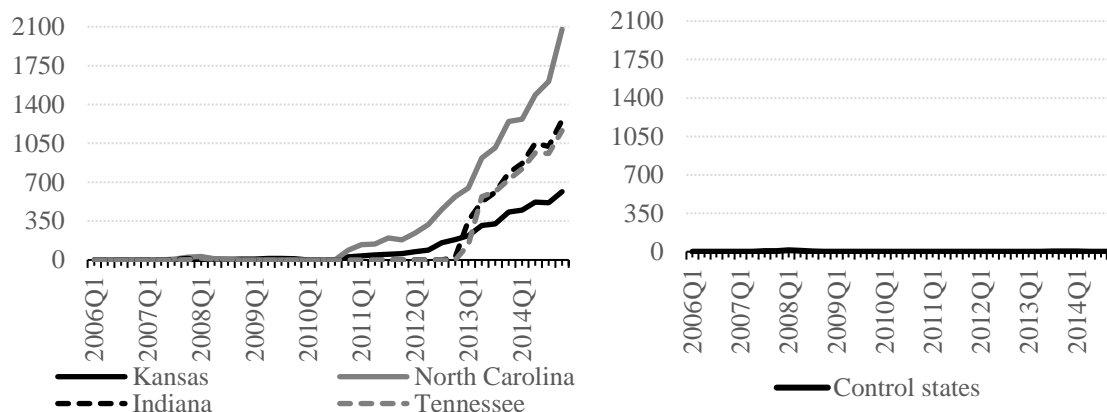 2100
1750
1400
1050
700
350
0
2006Q1
2007Q1
2008Q1
2009Q1
2010Q1
2011Q1
2012Q1
2013Q1
2014Q1
Kansas
North Carolina
Indiana
Tennessee
2100
1750
1400
1050
700
350
0
2006Q1
2007Q1
2008Q1
2009Q1
2010Q1
2011Q1
2012Q1
2013Q1
2014Q1
Control states